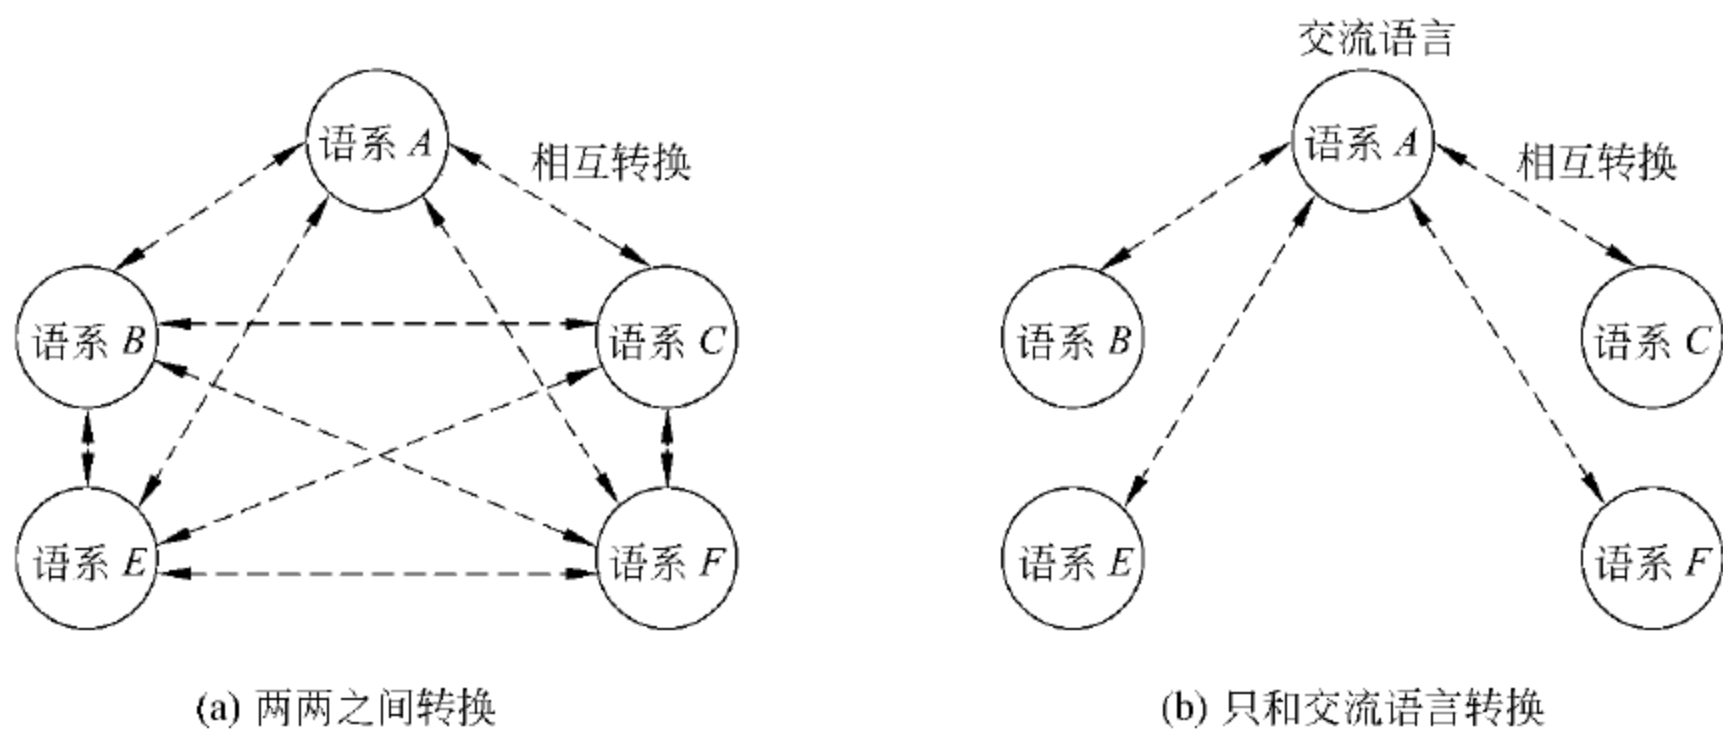 交流语言
语系 A
相互转换
语系 A
相互转换
语系 B
语系 C
语系 B
语系 C
语系 E
语系 F
语系 E
语系 F
(a) 两两之间转换
(b) 只和交流语言转换